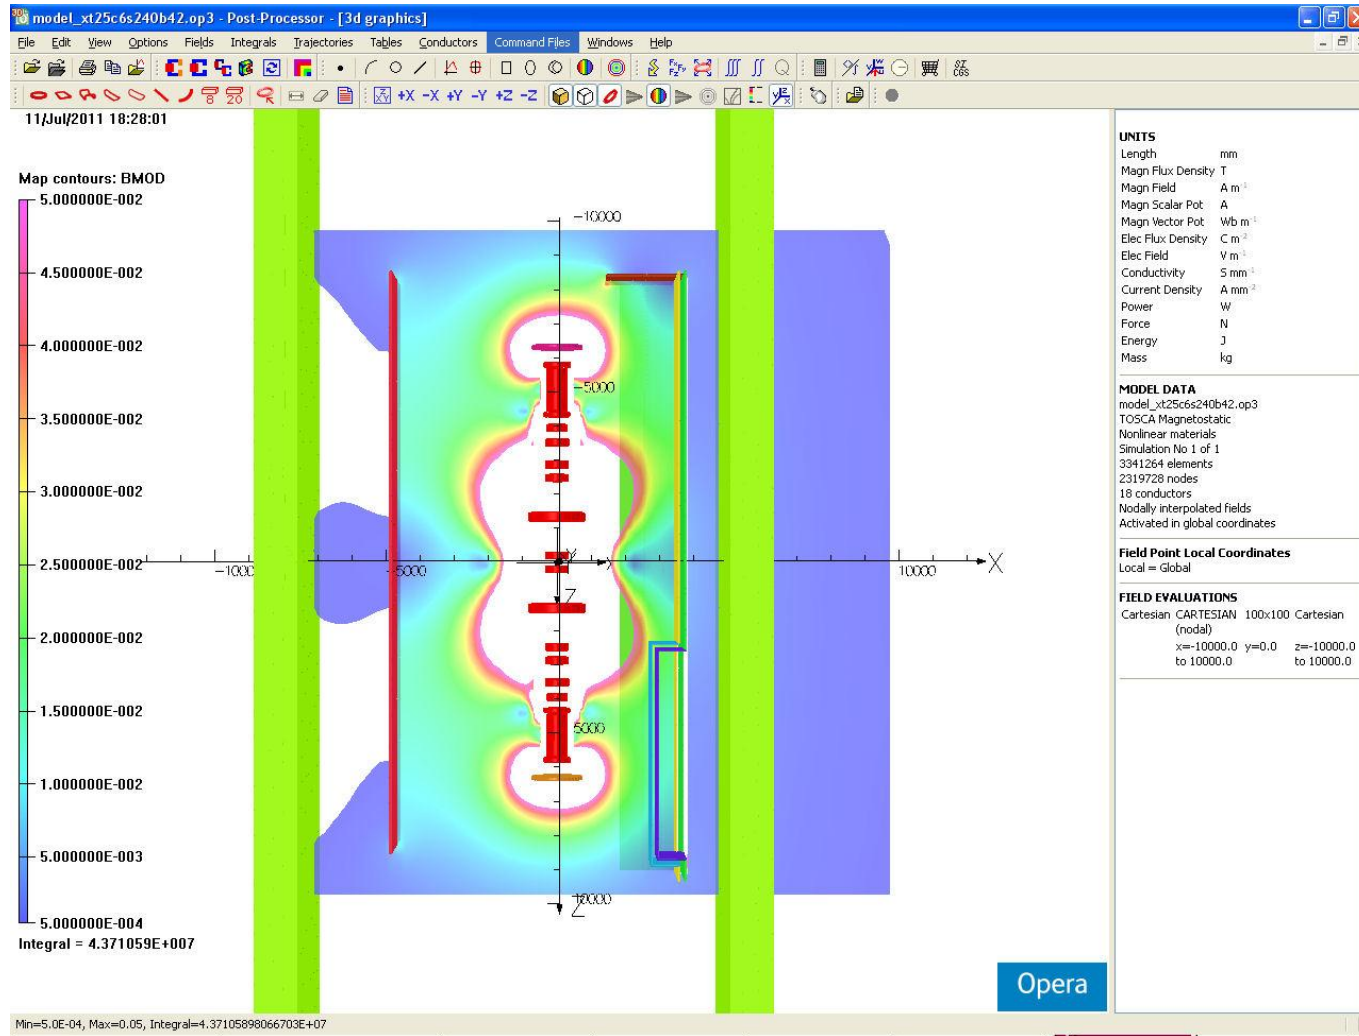 model_xt25c6s240b42.op3 - Post-Processor - [3d graphics]
File Edit View Options Fields Integrals Trajectories Tables Conductors Command Files Windows Help
+X -X +Y -Y +Z -Z
11/Jul/2011 18:28:01
Map contours: BMOD
5.000000E-002
4.500000E-002
4.000000E-002
3.500000E-002
3.000000E-002
2.500000E-002
2.000000E-002
1.500000E-002
1.000000E-002
5.000000E-003
5.000000E-004
Integral = 4.371059E+007
-10000
-5000
-5000
10000
X
Y
Z
5000
10000
Z
Opera
UNITS
Length mm
Magn Flux Density T
Magn Field A m-1
Magn Scalar Pot A
Magn Vector Pot Wb m-1
Elec Flux Density C m-2
Elec Field V m-1
Conductivity S mm-1
Current Density A mm-2
Power W
Force N
Energy J
Mass kg
MODEL DATA
model_xt25c6s240b42.op3
TOSCA Magnetostatic
Nonlinear materials
Simulation No 1 of 1
3341264 elements
2319728 nodes
18 conductors
Nodally interpolated fields
Activated in global coordinates
Field Point Local Coordinates
Local = Global
FIELD EVALUATIONS
Cartesian CARTESIAN 100x100 Cartesian
(nodal)
x=-10000.0 y=0.0 z=-10000.0
to 10000.0 to 10000.0
Min=5.0E-04, Max=0.05, Integral=4.37105898066703E+07